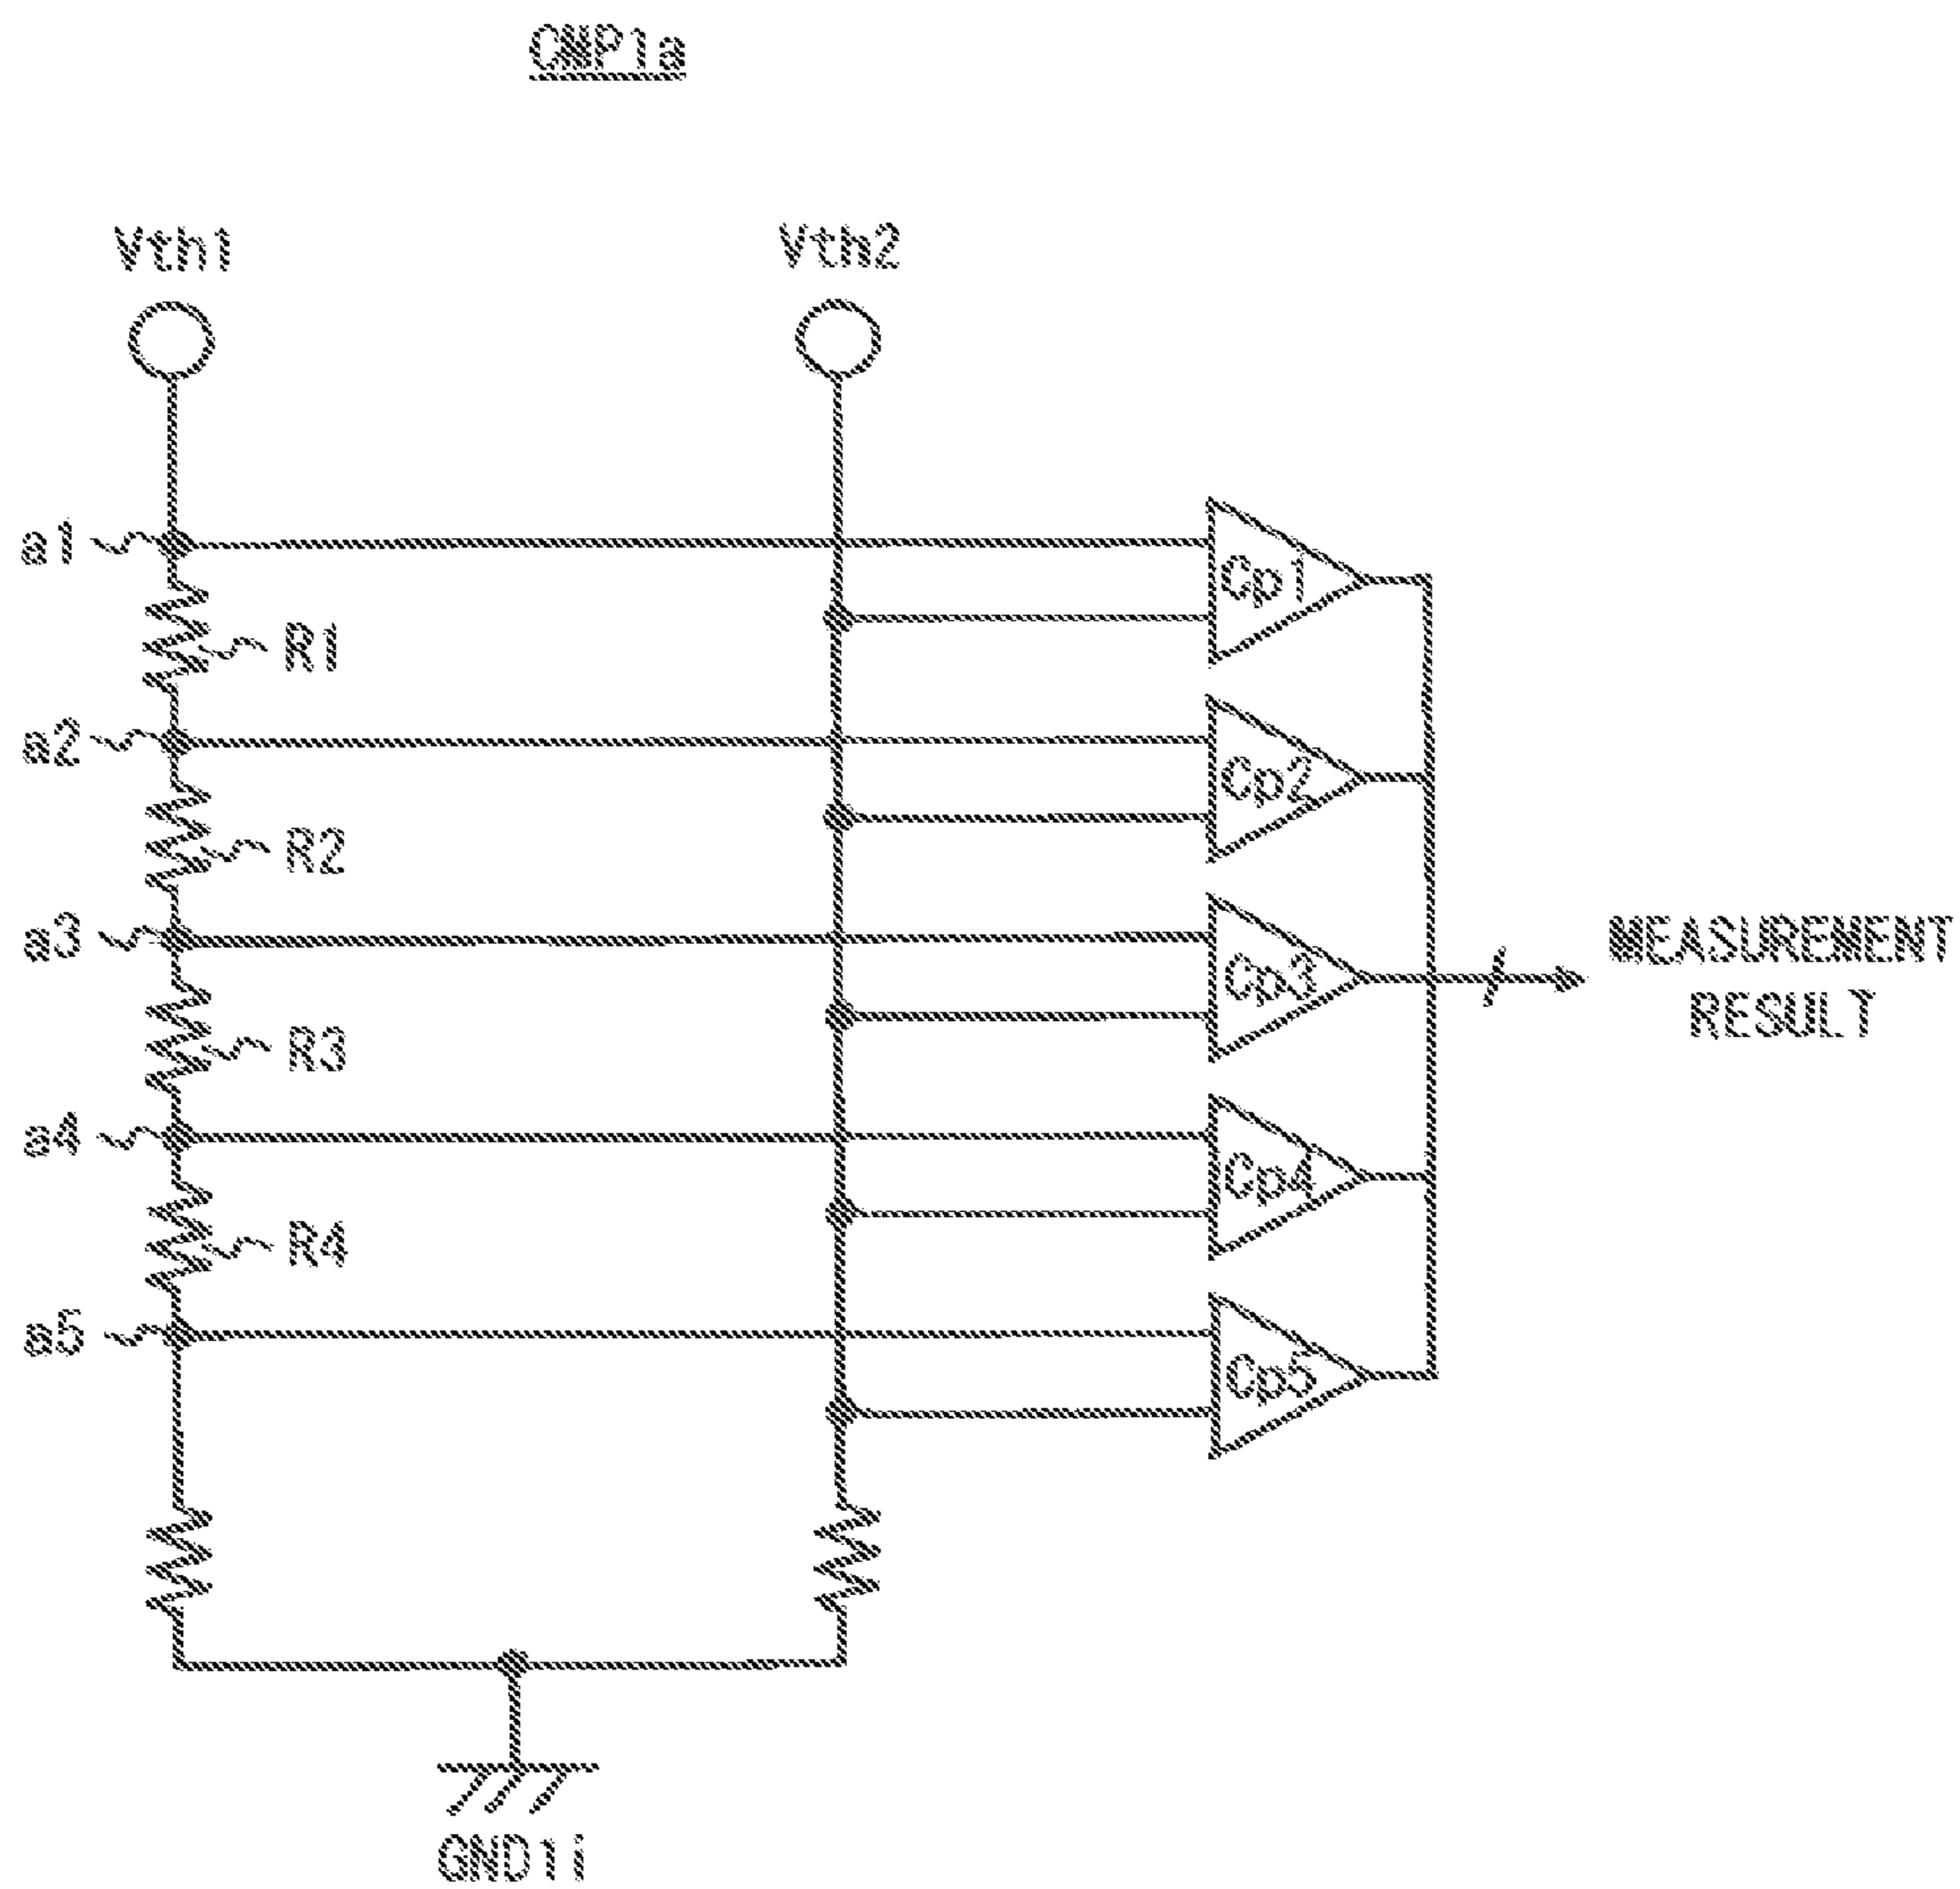 CMP1a
Vth1
Vth2
a1
Cp1
R1
a2
Cp2
R2
a3
Cp3
MEASUREMENT
RESULT
R3
a4
Cp4
R4
a5
Cp5
GND1i